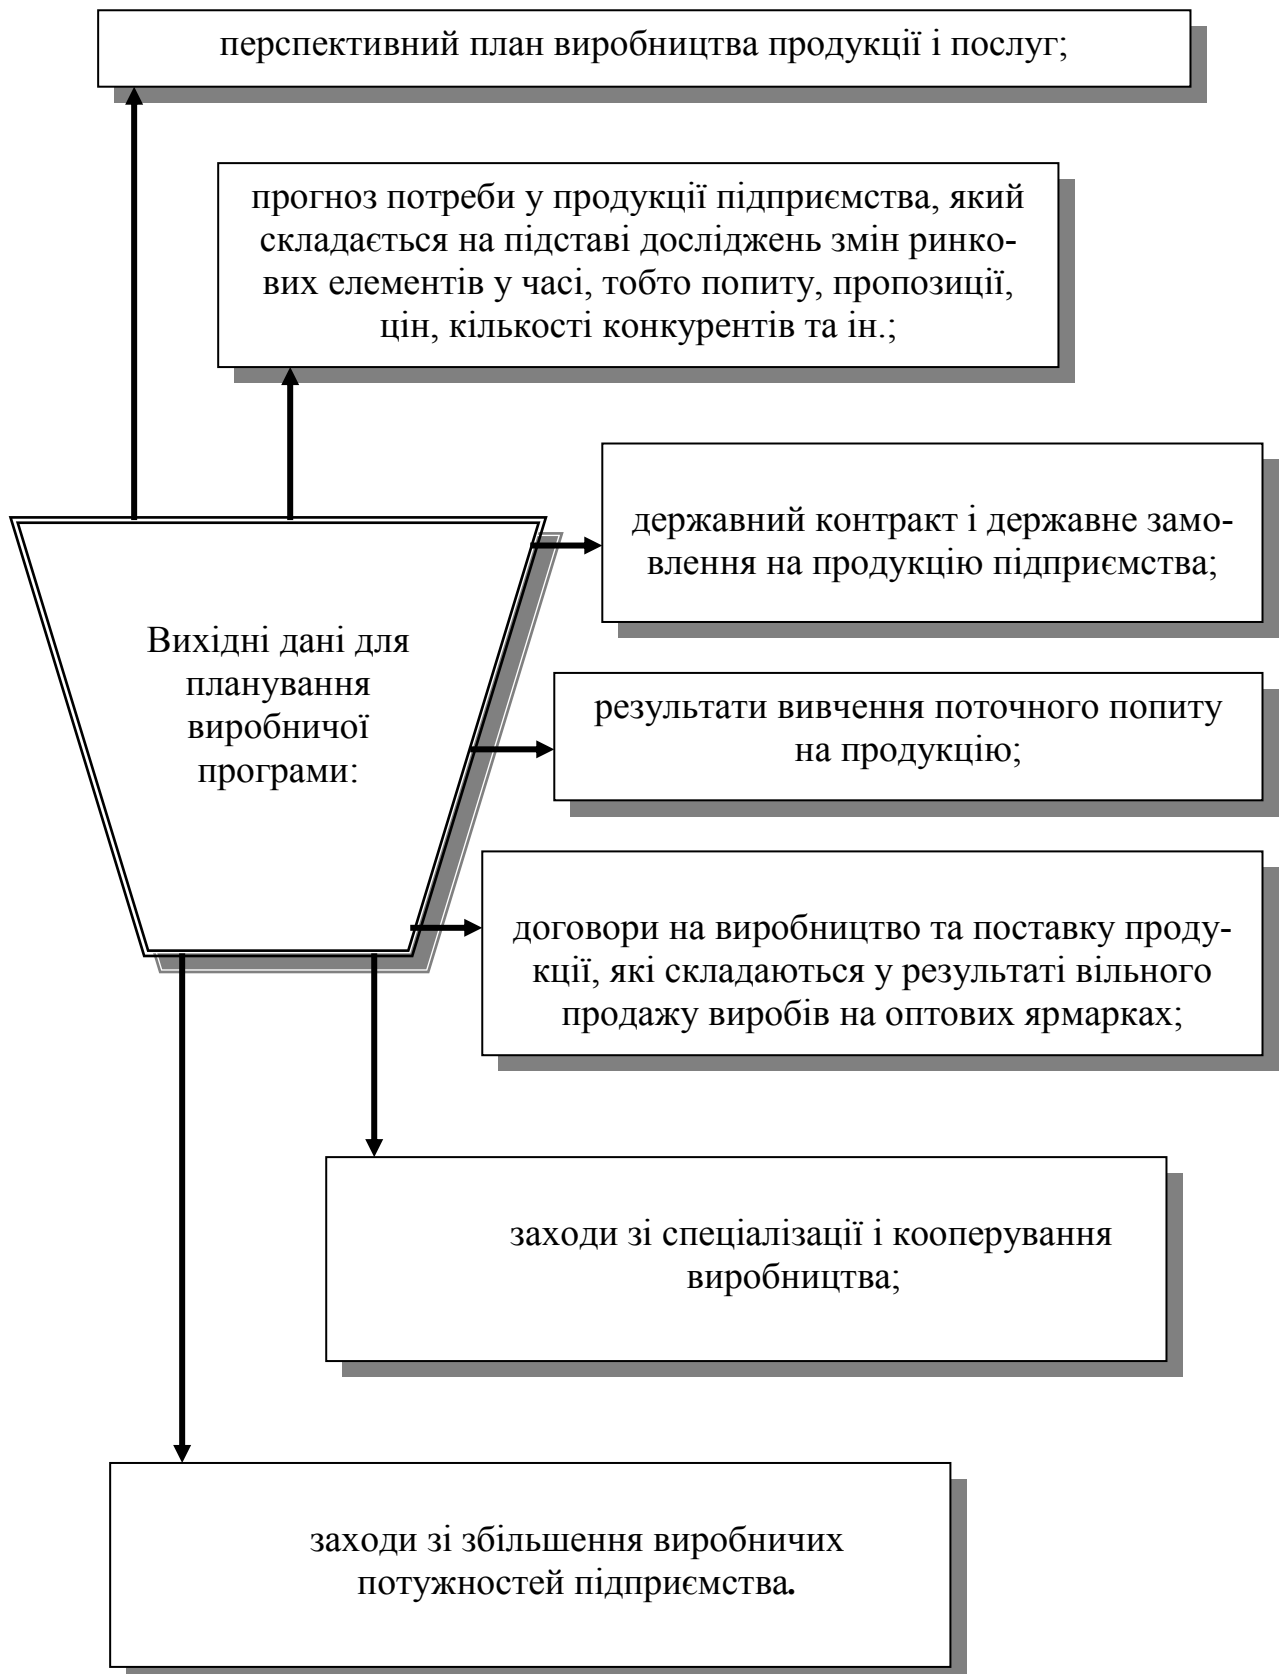 перспективний план виробництва продукції і послуг;
прогноз потреби у продукції підприємства, який
складається на підставі досліджень змін ринко-
вих елементів у часі, тобто попиту, пропозиції,
цін, кількості конкурентів та ін.;
державний контракт і державне замо-
влення на продукцію підприємства;
Вихідні дані для
планування
виробничої
програми:
результати вивчення поточного попиту
на продукцію;
договори на виробництво та поставку проду-
кції, які складаються у результаті вільного
продажу виробів на оптових ярмарках;
заходи зі спеціалізації і кооперування
виробництва;
заходи зі збільшення виробничих
потужностей підприємства.